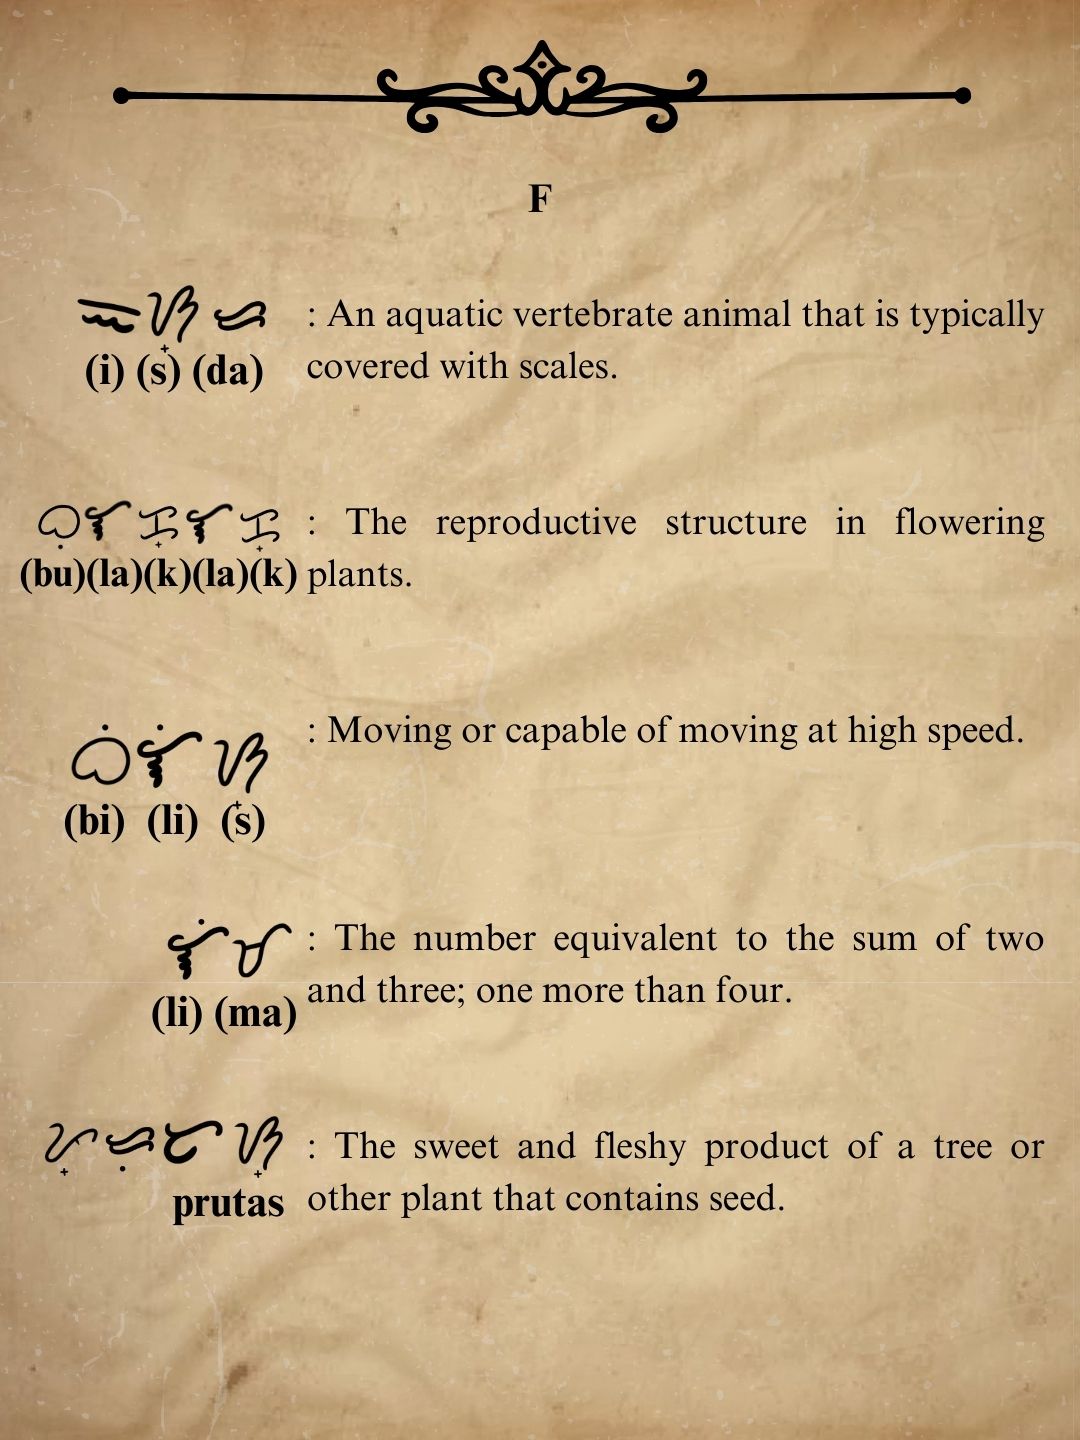 F
ᜁᜐ᜔ᜇ : An aquatic vertebrate animal that is typically
(i) (s) (da) covered with scales.
ᜊᜓᜎᜃ᜔ᜎᜃ᜔ : The reproductive structure in flowering
(bu)(la)(k)(la)(k) plants.
ᜊᜒᜎᜒᜐ᜔ : Moving or capable of moving at high speed.
(bi) (li) (s)
ᜎᜒᜋ : The number equivalent to the sum of two
(li) (ma) and three; one more than four.
ᜉ᜔ᜇᜓᜆᜐ᜔ : The sweet and fleshy product of a tree or
prutas other plant that contains seed.